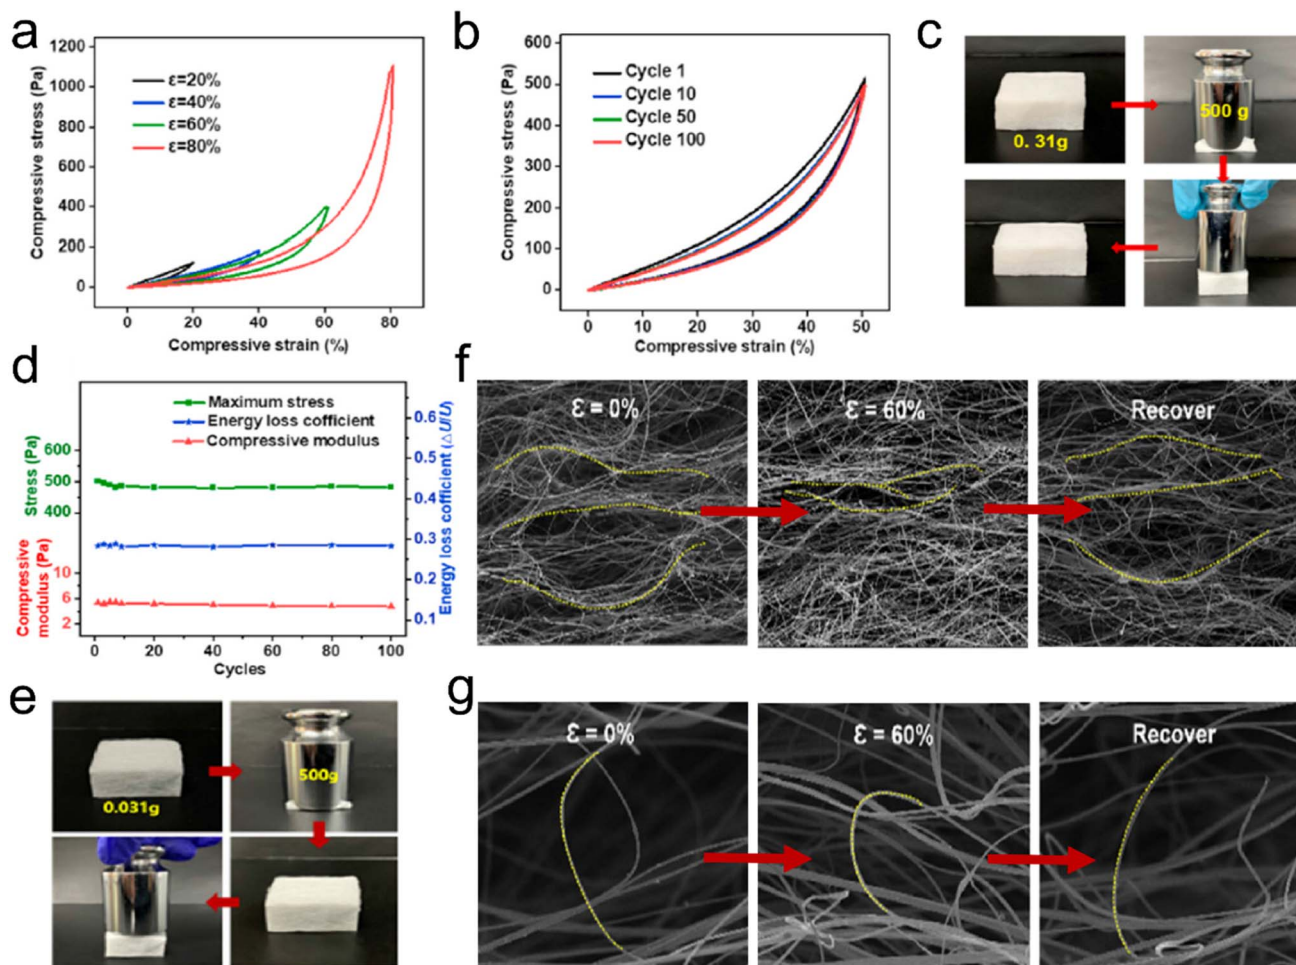 a
Compressive stress (Pa)
1200
1000
800
600
400
200
0
ε=20%
ε=40%
ε=60%
ε=80%
0 20 40 60 80
Compressive strain (%)
b
Compressive stress (Pa)
600
500
400
300
200
100
0
Cycle 1
Cycle 10
Cycle 50
Cycle 100
0 10 20 30 40 50
Compressive strain (%)
c
0. 31g
500 g
d
Maximum stress
Energy loss cofficient
Compressive modulus
Stress (Pa)
600
500
400
Compressive
modulus (Pa)
10
6
2
0.6
0.5
0.4
0.3
0.2
0.1
Energy loss cofficient (△U/U)
0 20 40 60 80 100
Cycles
e
0.031g
500g
f
ε = 0%
ε = 60%
Recover
g
ε = 0%
ε = 60%
Recover